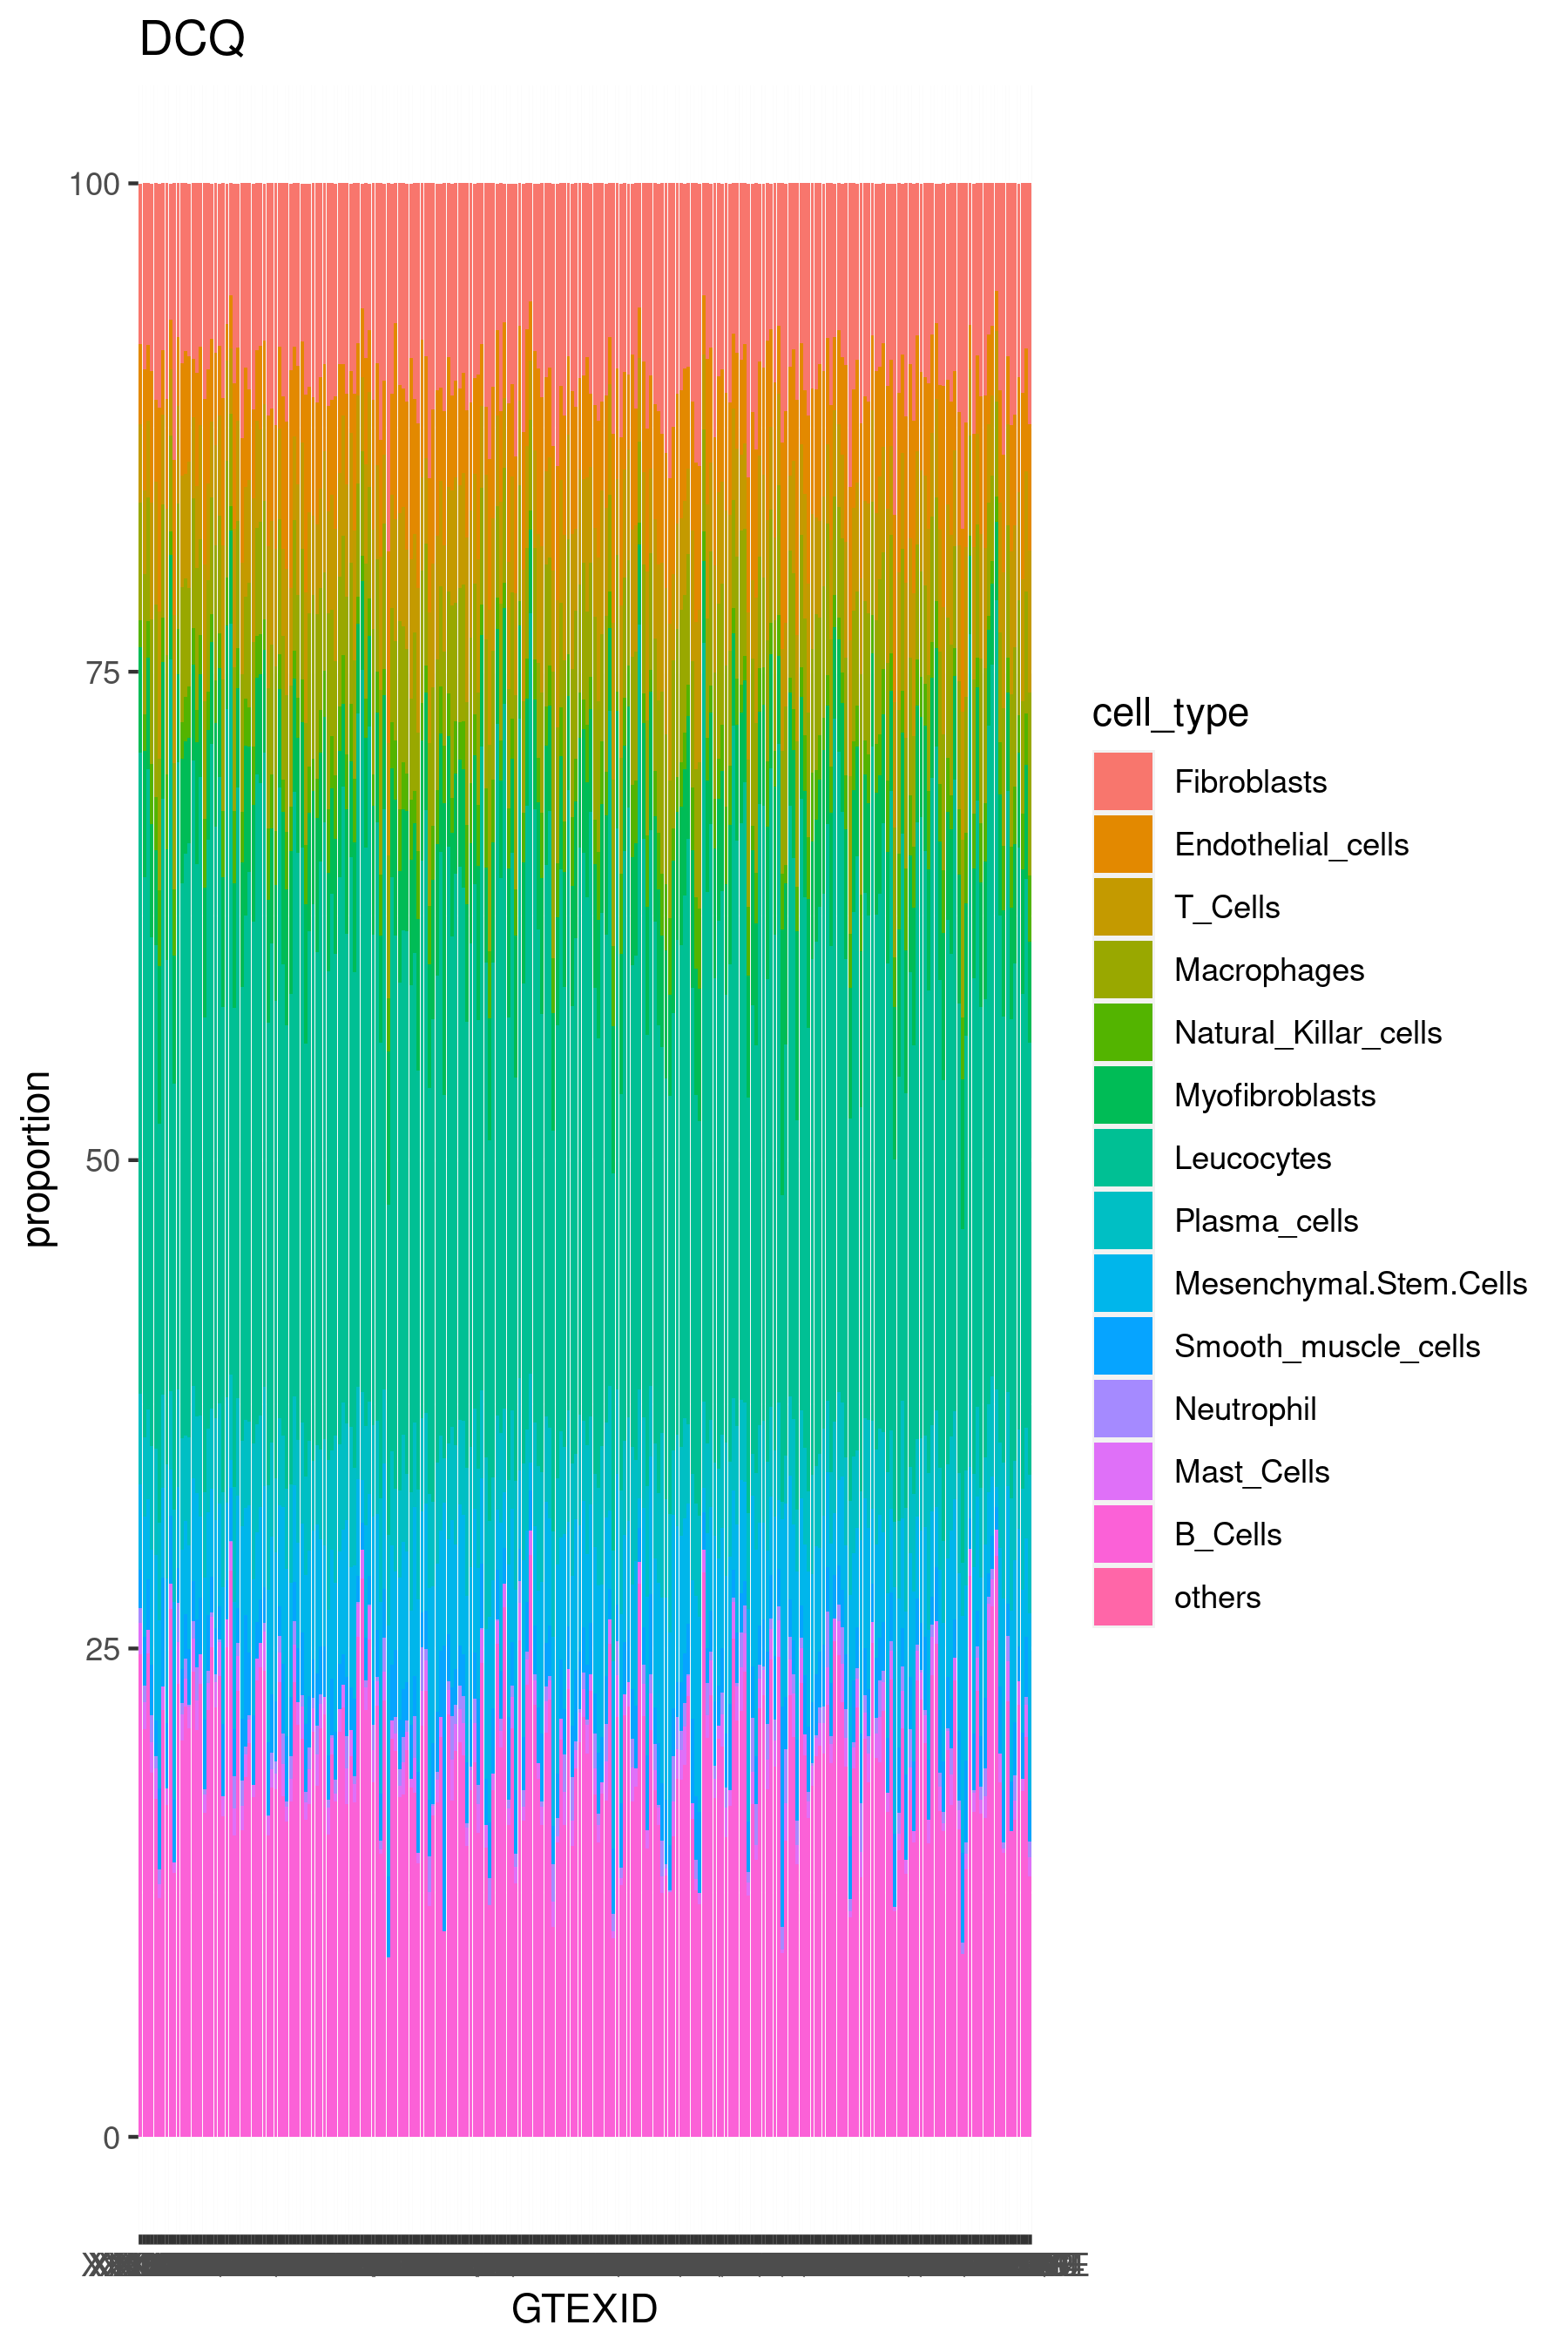 DCQ
100
75
50
25
0
proportion
GTEXID
cell_type
Fibroblasts
Endothelial_cells
T_Cells
Macrophages
Natural_Killar_cells
Myofibroblasts
Leucocytes
Plasma_cells
Mesenchymal.Stem.Cells
Smooth_muscle_cells
Neutrophil
Mast_Cells
B_Cells
others